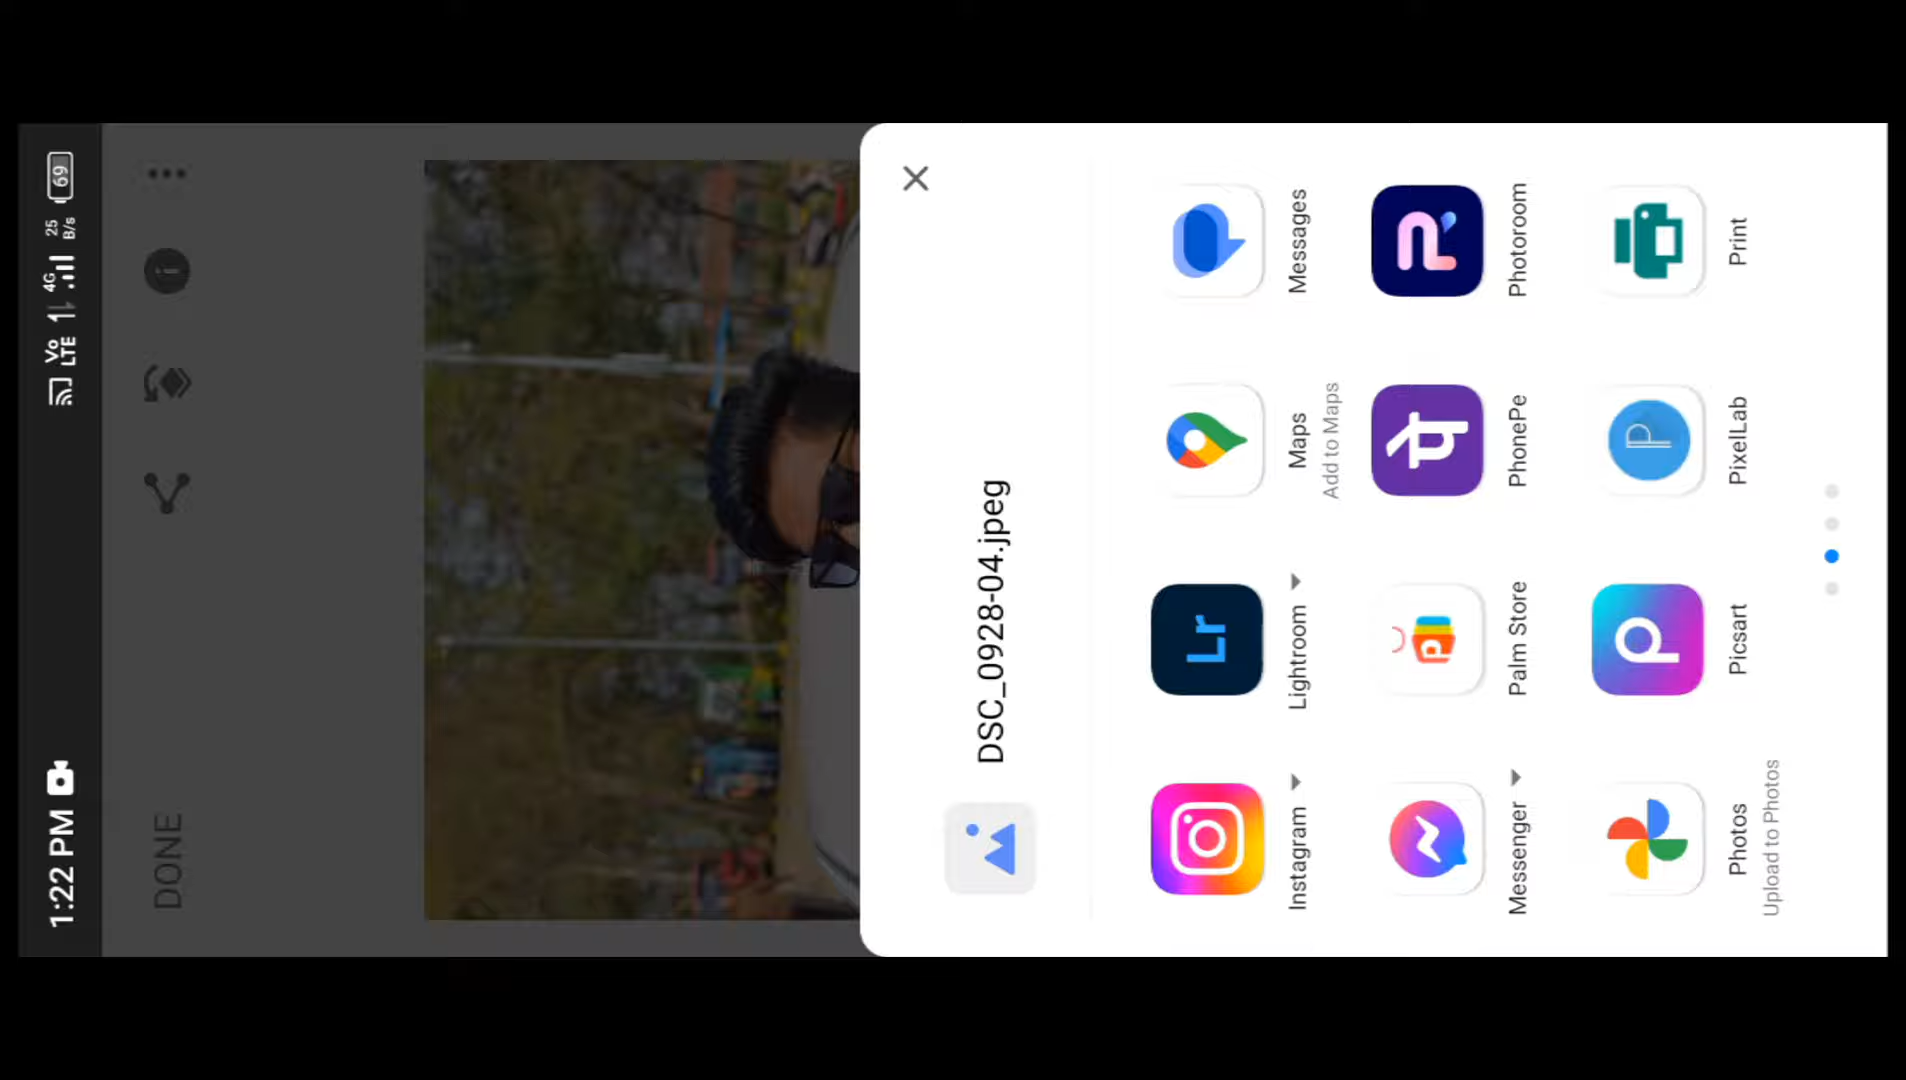 1:22 PM Vo LTE 4G 25 B/s 69
DONE
DSC_0928-04.jpeg
Instagram Lightroom Maps Messages
Add to Maps
Messenger Palm Store PhonePe Photoroom
Photos Picsart PixelLab Print
Upload to Photos